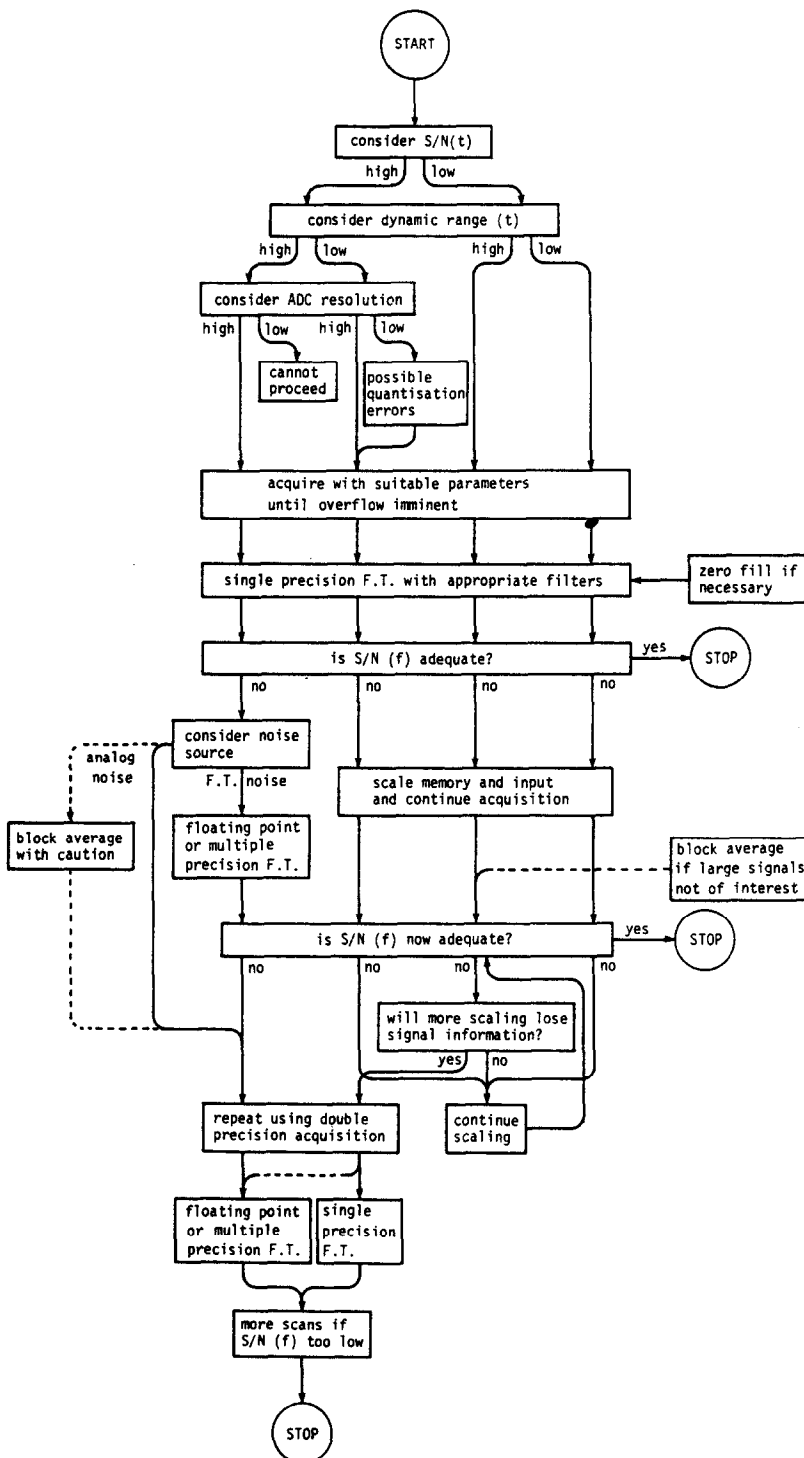 START
consider S/N(t)
high
low
consider dynamic range (t)
high
low
high
low
consider ADC resolution
high
low
high
low
cannot
proceed
possible
quantisation
errors
acquire with suitable parameters
until overflow imminent
single precision F.T. with appropriate filters
zero fill if
necessary
is S/N (f) adequate?
yes
STOP
no
no
no
no
consider noise
source
analog
noise
F.T. noise
scale memory and input
and continue acquisition
block average
with caution
floating point
or multiple
precision F.T.
block average
if large signals
not of interest
is S/N (f) now adequate?
yes
STOP
no
no
no
no
will more scaling lose
signal information?
yes
no
repeat using double
precision acquisition
continue
scaling
floating point
or multiple
precision F.T.
single
precision
F.T.
more scans if
S/N (f) too low
STOP